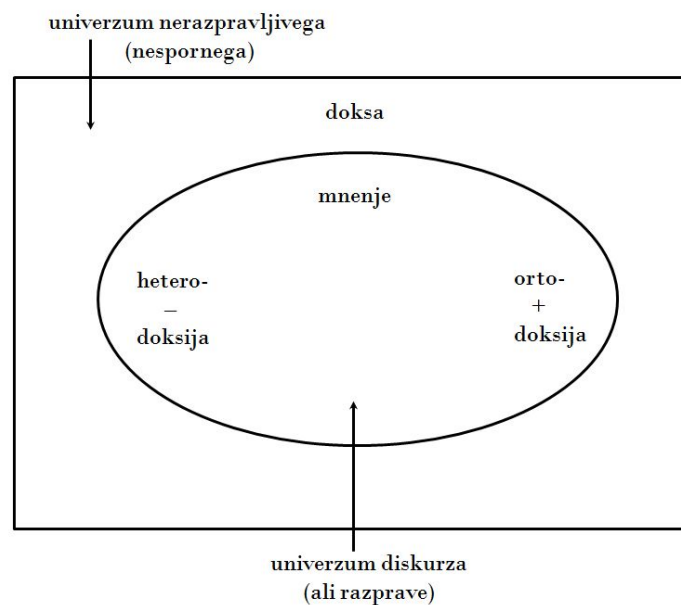 univerzum nerazpravljivega
(nespornega)
doksa
mnenje
hetero-
–
doksija
orto-
+
doksija
univerzum diskurza
(ali razprave)